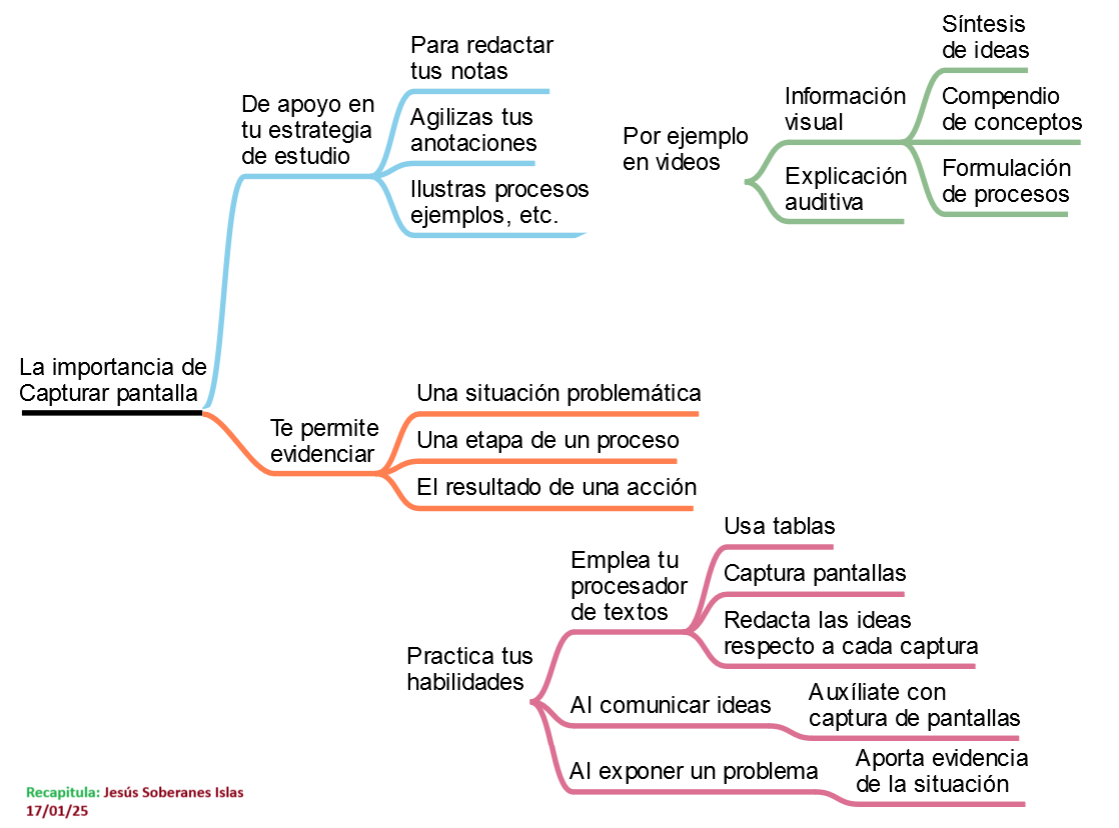 La importancia de
Capturar pantalla
De apoyo en
tu estrategia
de estudio
Para redactar
tus notas
Agilizas tus
anotaciones
Ilustras procesos
ejemplos, etc.
Por ejemplo
en videos
Información
visual
Síntesis
de ideas
Compendio
de conceptos
Formulación
de procesos
Explicación
auditiva
Te permite
evidenciar
Una situación problemática
Una etapa de un proceso
El resultado de una acción
Practica tus
habilidades
Emplea tu
procesador
de textos
Usa tablas
Captura pantallas
Redacta las ideas
respecto a cada captura
Al comunicar ideas
Auxíliate con
captura de pantallas
Al exponer un problema
Aporta evidencia
de la situación
Recapitula: Jesús Soberanes Islas
17/01/25